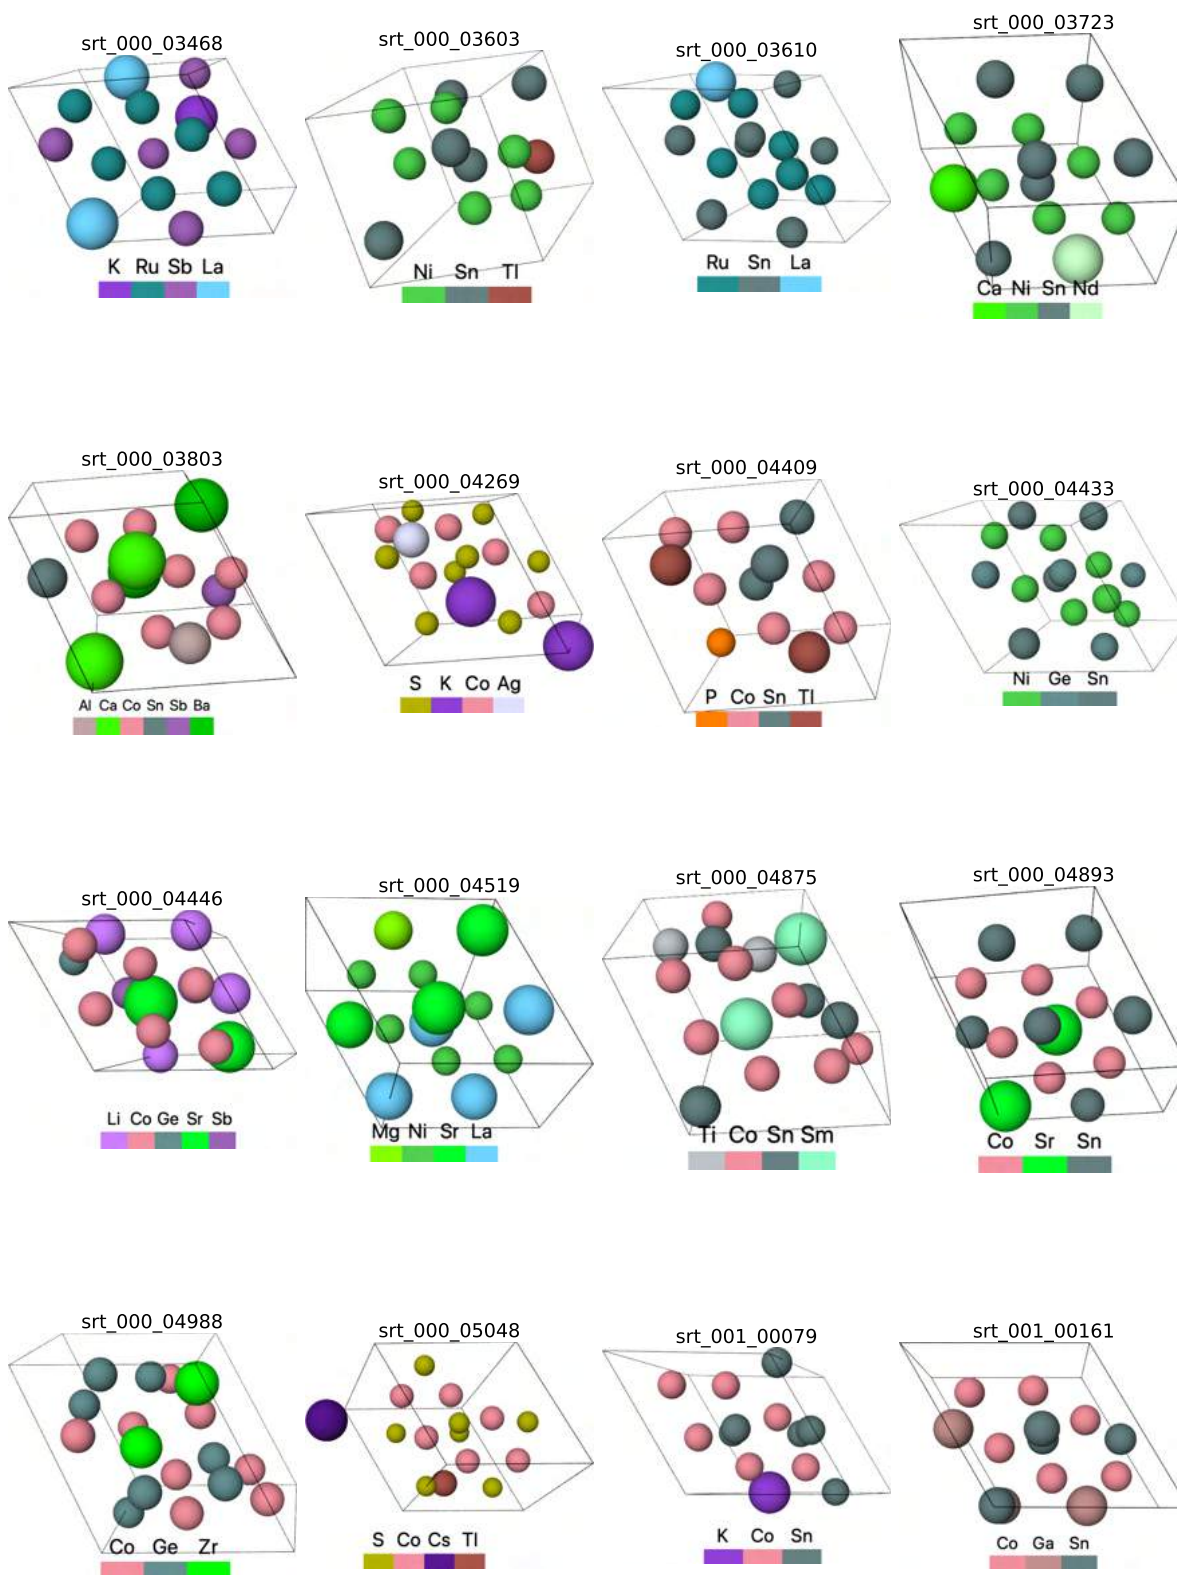 srt_000_03468
srt_000_03603
srt_000_03610
srt_000_03723
K Ru Sb La
Ni Sn Tl
Ru Sn La
Ca Ni Sn Nd
srt_000_03803
srt_000_04269
srt_000_04409
srt_000_04433
Al Ca Co Sn Sb Ba
S K Co Ag
P Co Sn Tl
Ni Ge Sn
srt_000_04446
srt_000_04519
srt_000_04875
srt_000_04893
Li Co Ge Sr Sb
Mg Ni Sr La
Ti Co Sn Sm
Co Sr Sn
srt_000_04988
srt_000_05048
srt_001_00079
srt_001_00161
Co Ge Zr
S Co Cs Tl
K Co Sn
Co Ga Sn